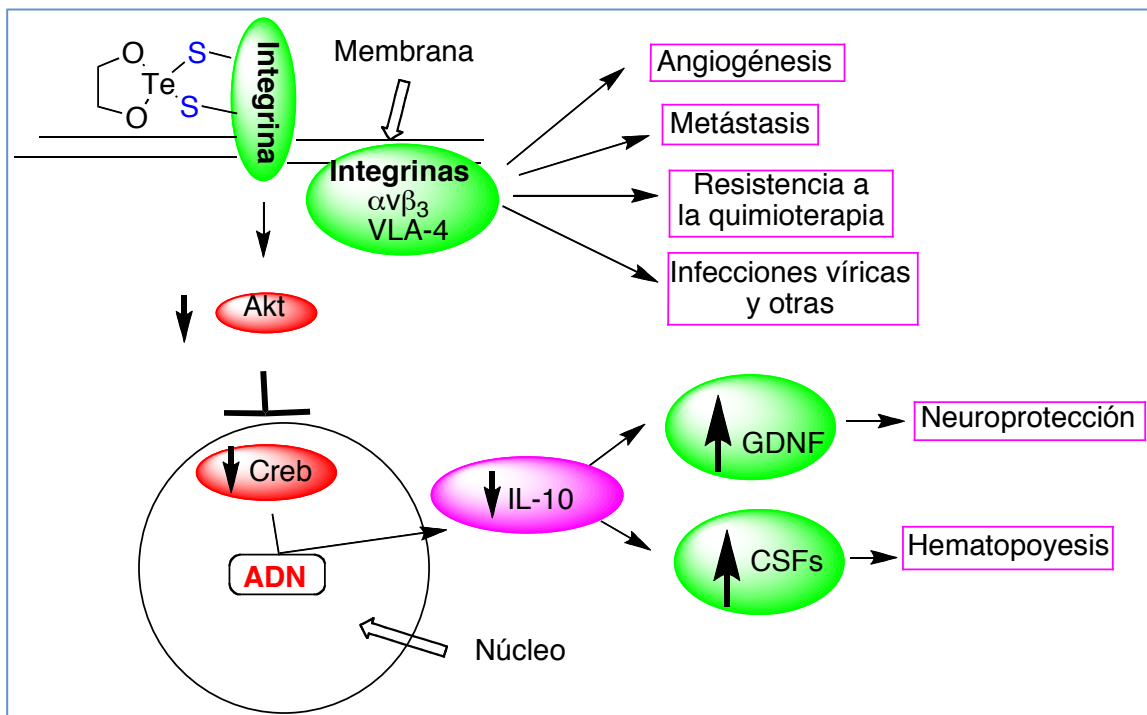 O
Te
O
S
S
Integrina
Membrana
Integrinas
αvβ3
VLA-4
Angiogénesis
Metástasis
Resistencia a
la quimioterapia
Infecciones víricas
y otras
Akt
Creb
ADN
Núcleo
IL-10
GDNF
CSFs
Neuroprotección
Hematopoyesis